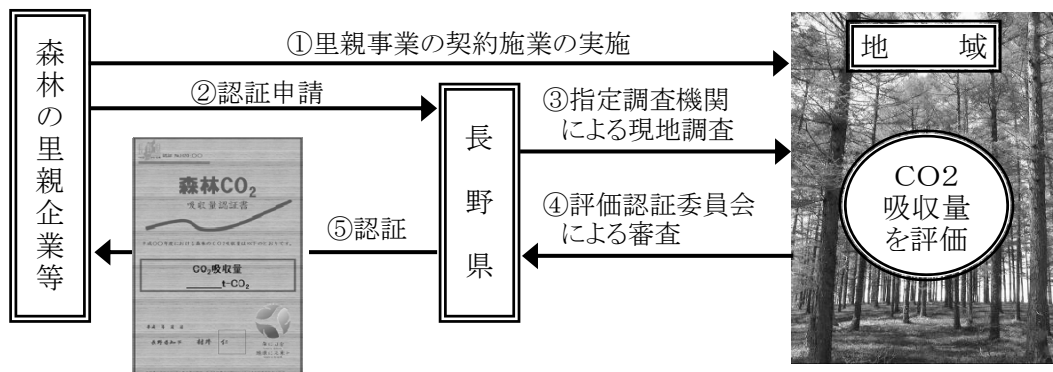 森林の里親企業等
①里親事業の契約施業の実施
②認証申請
森林CO₂
吸収量認証書
CO₂吸収量
t-CO₂
⑤認証
長野県
③指定調査機関
による現地調査
④評価認証委員会
による審査
地 域
CO2
吸収量
を評価